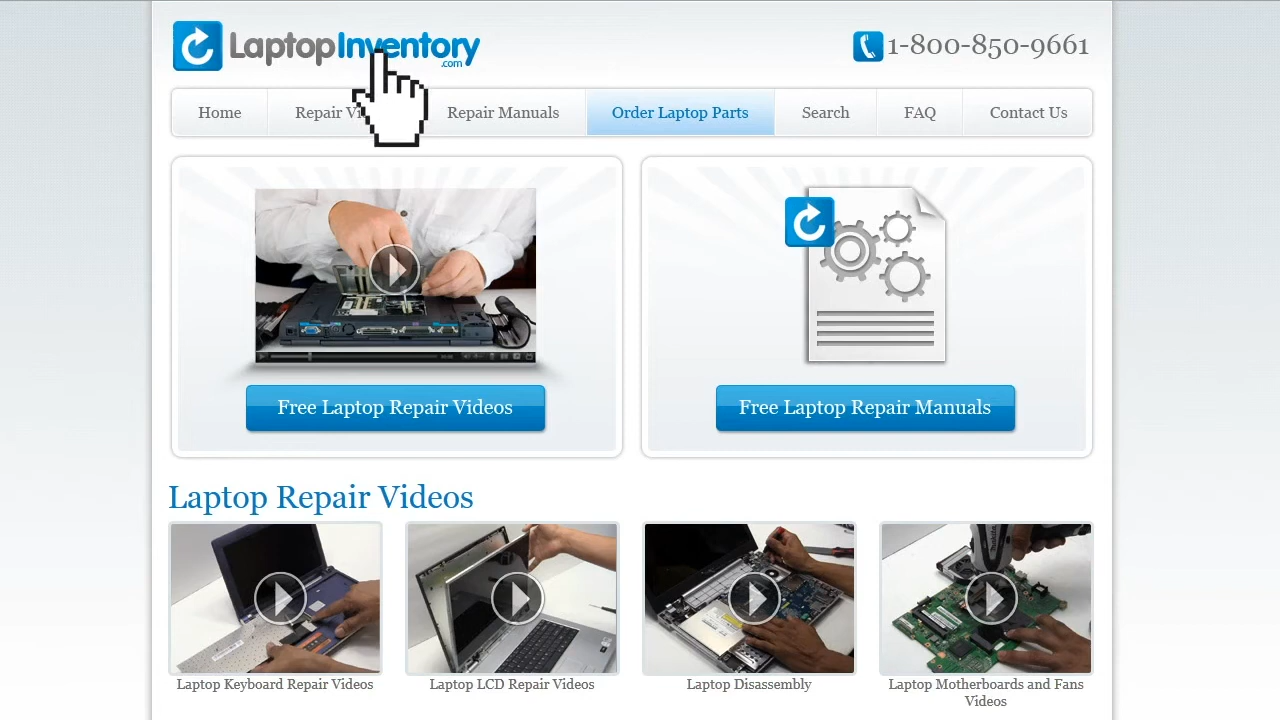 LaptopInventory
.com
1-800-850-9661
Home
Repair Vi
Repair Manuals
Order Laptop Parts
Search
FAQ
Contact Us
Free Laptop Repair Videos
Free Laptop Repair Manuals
Laptop Repair Videos
Laptop Keyboard Repair Videos
Laptop LCD Repair Videos
Laptop Disassembly
Laptop Motherboards and Fans
Videos